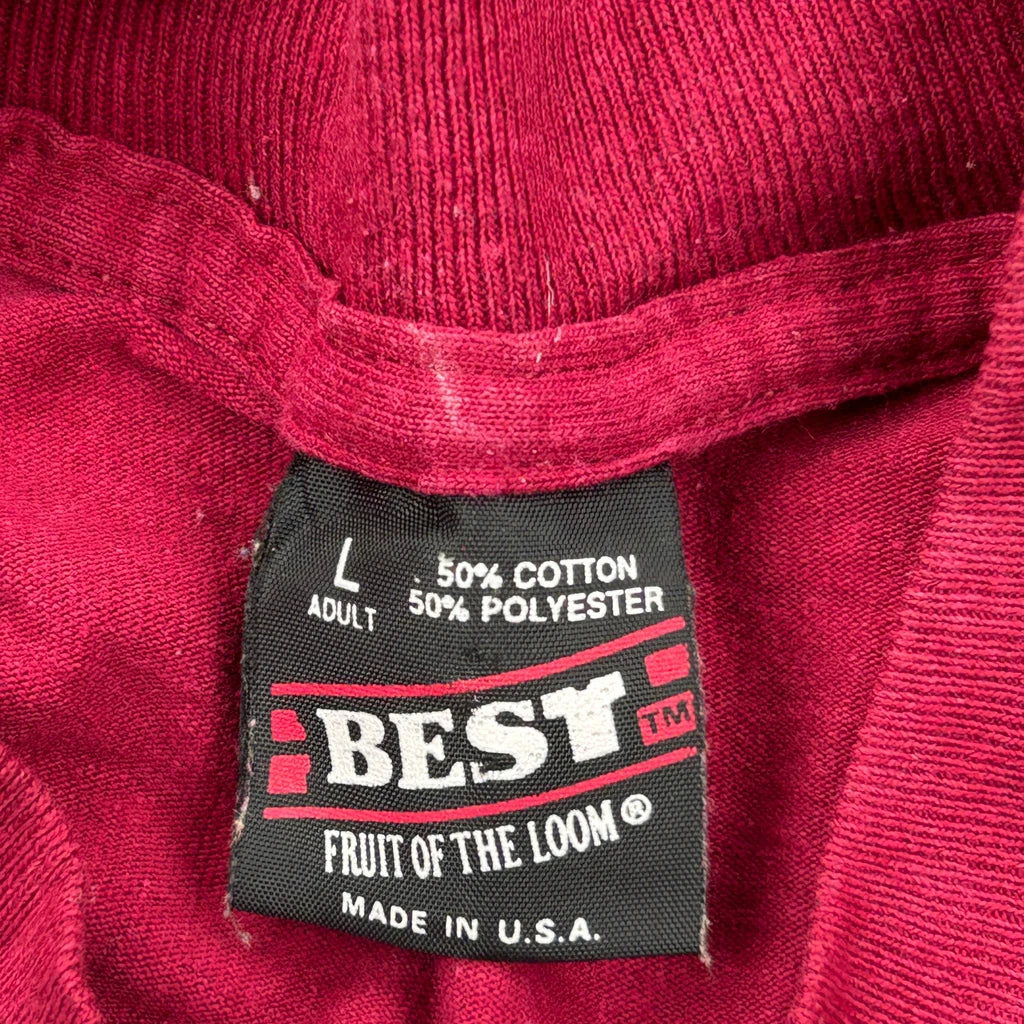 L
ADULT
50% COTTON
50% POLYESTER
BEST TM
FRUIT OF THE LOOM®
MADE IN U.S.A.